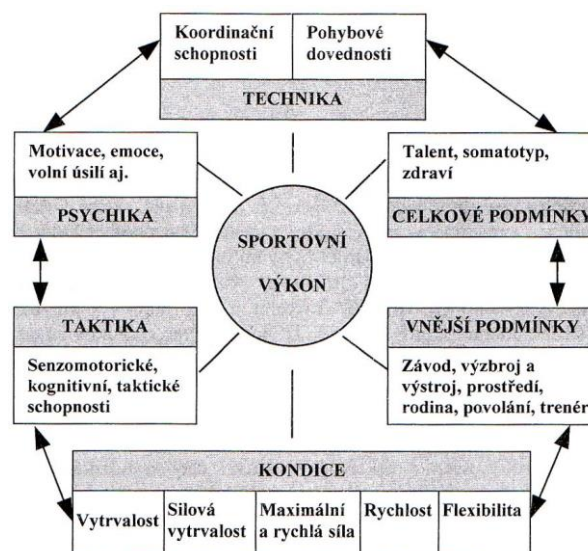 Koordinační
schopnosti
Pohybové
dovednosti
TECHNIKA
Motivace, emoce,
volní úsilí aj.
PSYCHIKA
Talent, somatotyp,
zdraví
CELKOVÉ PODMÍNKY
SPORTOVNÍ
VÝKON
TAKTIKA
Senzomotorické,
kognitivní, taktické
schopnosti
VNĚJŠÍ PODMÍNKY
Závod, výzbroj a
výstroj, prostředí,
rodina, povolání, trenér
KONDICE
Vytrvalost
Silová
vytrvalost
Maximální
a rychlá síla
Rychlost
Flexibilita